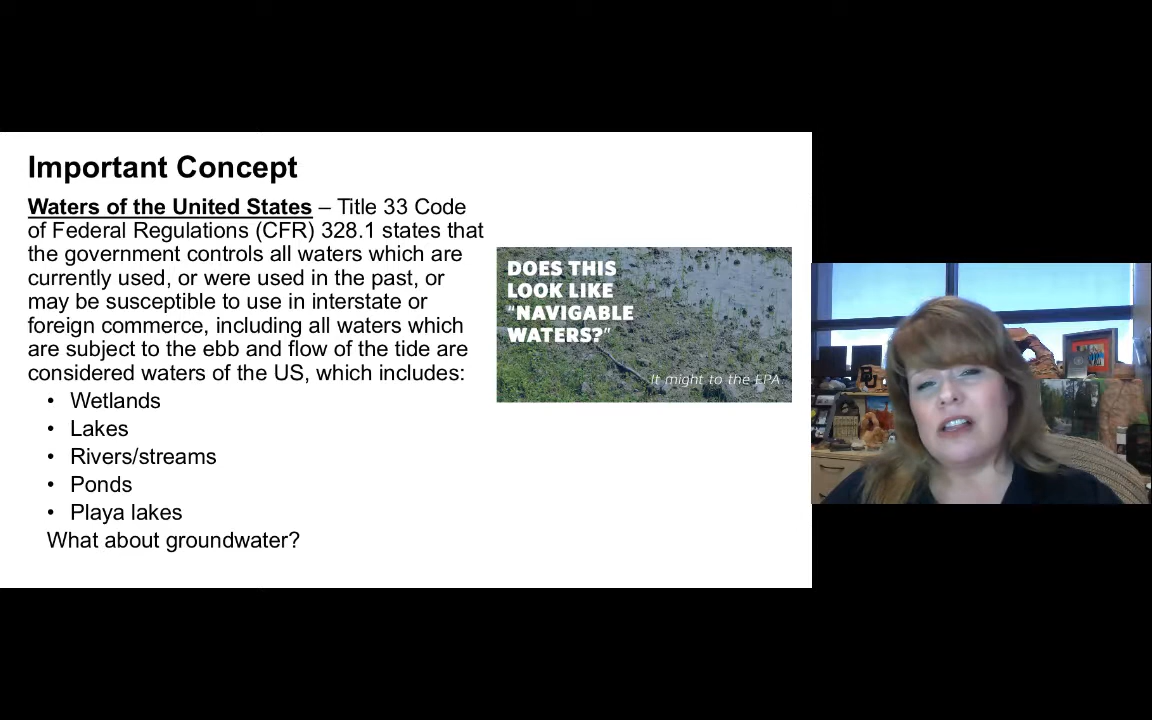 Important Concept
Waters of the United States – Title 33 Code
of Federal Regulations (CFR) 328.1 states that
the government controls all waters which are
currently used, or were used in the past, or
may be susceptible to use in interstate or
foreign commerce, including all waters which
are subject to the ebb and flow of the tide are
considered waters of the US, which includes:
• Wetlands
• Lakes
• Rivers/streams
• Ponds
• Playa lakes
What about groundwater?
DOES THIS
LOOK LIKE
“NAVIGABLE
WATERS?”
It might to the EPA.
BU